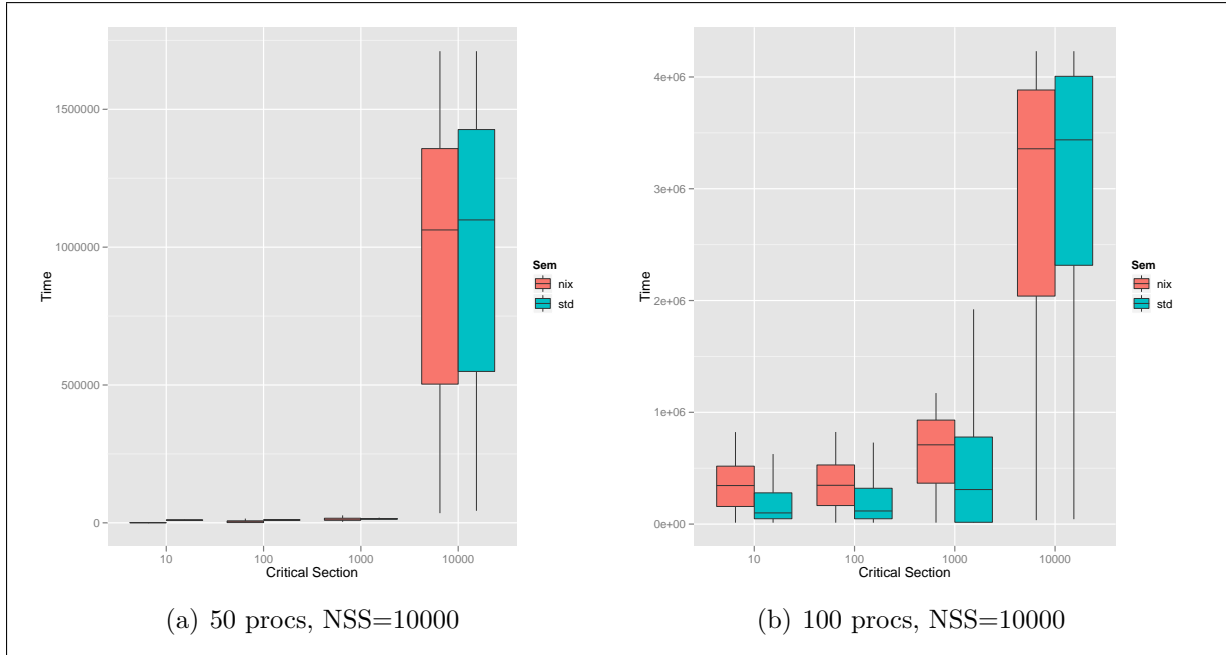 1500000
1000000
500000
0
Time
10
100
1000
10000
Critical Section
Sem
nix
std
(a) 50 procs, NSS=10000
4e+06
3e+06
2e+06
1e+06
0e+00
Time
10
100
1000
10000
Critical Section
Sem
nix
std
(b) 100 procs, NSS=10000